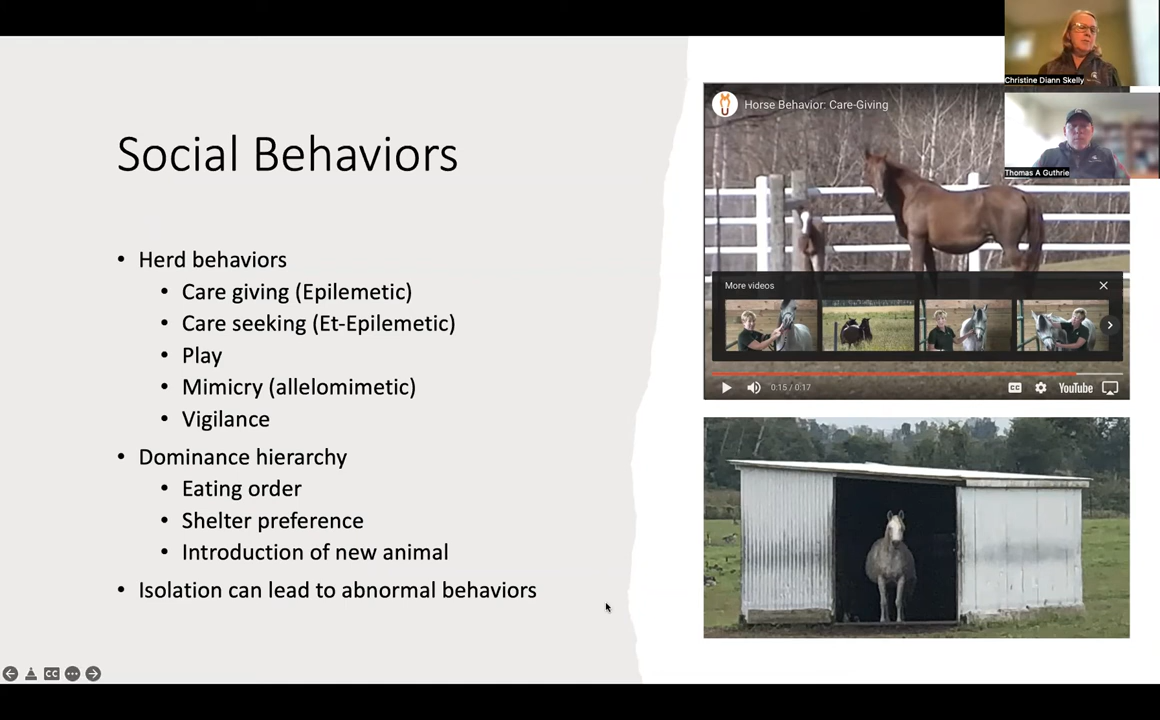 Social Behaviors
Herd behaviors
Care giving (Epilemetic)
Care seeking (Et-Epilemetic)
Play
Mimicry (allelomimetic)
Vigilance
Dominance hierarchy
Eating order
Shelter preference
Introduction of new animal
Isolation can lead to abnormal behaviors
Horse Behavior: Care-Giving
More videos
0:15 / 0:17
CC
YouTube
Christine Diann Skelly
Thomas A Guthrie
CC